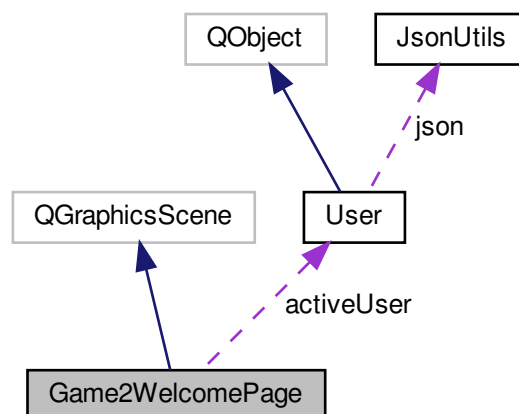 QObject
JsonUtils
json
QGraphicsScene
User
activeUser
Game2WelcomePage